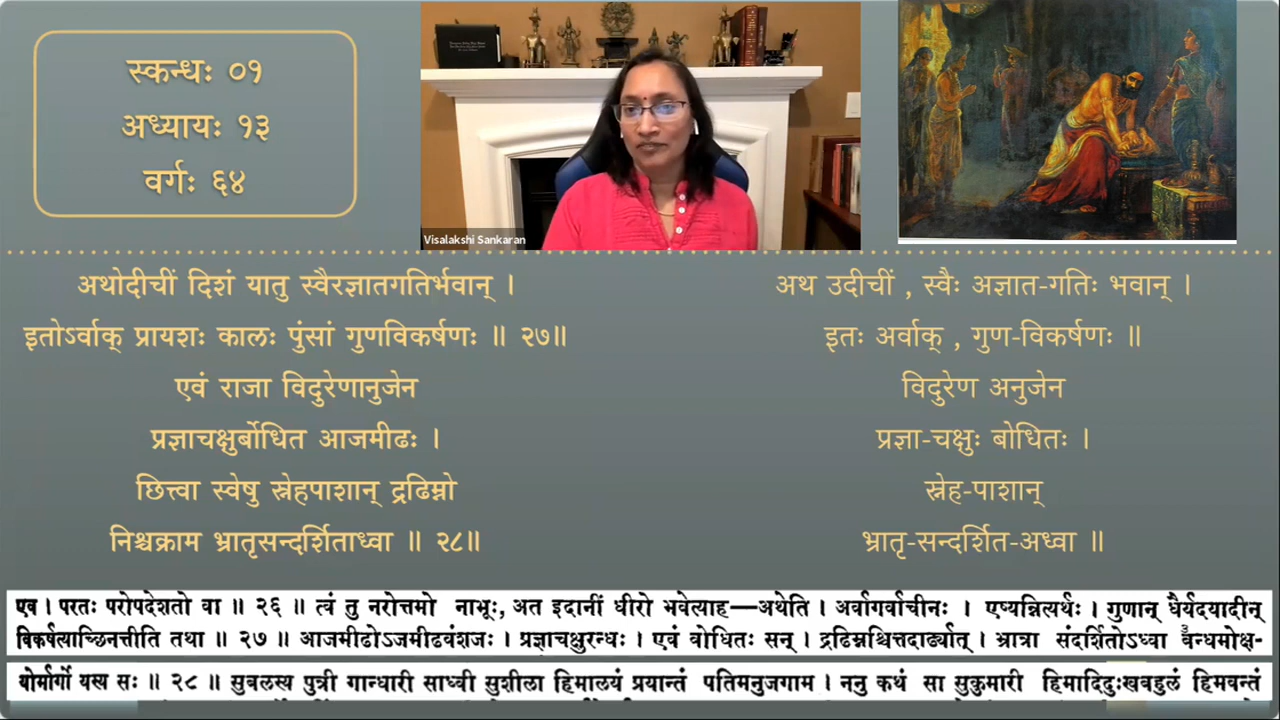 स्कन्धः ०१
अध्यायः १३
वर्गः ६४
Visalakshi Sankaran
अथोदीचीं दिशं यातु स्वैरज्ञातगतिर्भवान् ।
इतोऽर्वाक् प्रायशः कालः पुंसां गुणविकर्षणः ॥ २७॥
एवं राजा विदुरेणानुजेन
प्रज्ञाचक्षुर्बोधित आजमीढः ।
छित्त्वा स्वेषु स्नेहपाशान् द्रढिम्नो
निश्चक्राम भ्रातृसन्दर्शिताध्वा ॥ २८॥
अथ उदीचीं , स्वैः अज्ञात-गतिः भवान् ।
इतः अर्वाक् , गुण-विकर्षणः ॥
विदुरेण अनुजेन
प्रज्ञा-चक्षुः बोधितः ।
स्नेह-पाशान्
भ्रातृ-सन्दर्शित-अध्वा ॥
एव । परतः परोपदेशतो वा ॥ २६ ॥ त्वं तु नरोत्तमो नाभूः, अत इदानीं धीरो भवेत्याह—अथेति । अर्वागर्वाचीनः । एष्यन्नित्यर्थः । गुणान् धैर्यदयादीन्
विकर्षत्याच्छिनत्तीति तथा ॥ २७ ॥ आजमीढोऽजमीढवंशजः । प्रज्ञाचक्षुरन्धः । एवं बोधितः सन् । द्रढिम्नश्चित्तदार्ढ्यात् । भ्रात्रा संदर्शितोऽध्वा बन्धमोक्ष-
योर्मार्गो यस्य सः ॥ २८ ॥ सुबलस्य पुत्री गान्धारी साध्वी सुशीला हिमालयं प्रयान्तं पतिमनुजगाम । ननु कथं सा सुकुमारी हिमादिदुःखबहुलं हिमवन्तं